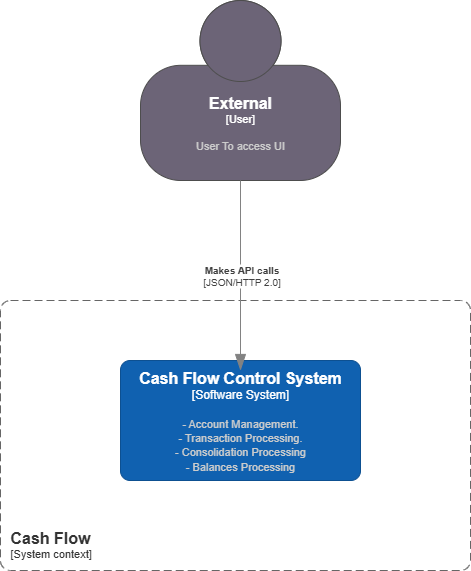 External
[User]
User To access UI
Makes API calls
[JSON/HTTP 2.0]
Cash Flow Control System
[Software System]
- Account Management.
- Transaction Processing.
- Consolidation Processing
- Balances Processing
Cash Flow
[System context]